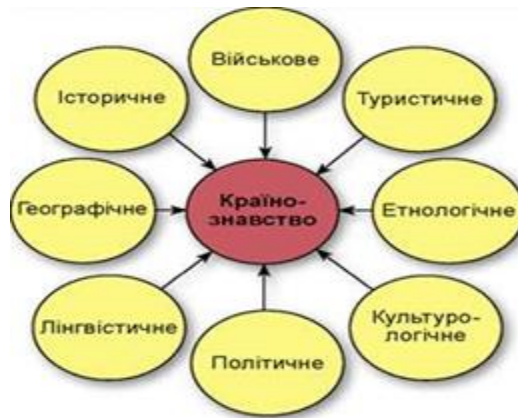 Військове
Історичне
Туристичне
Країно-
знавство
Географічне
Етнологічне
Лінгвістичне
Культуро-
логічне
Політичне